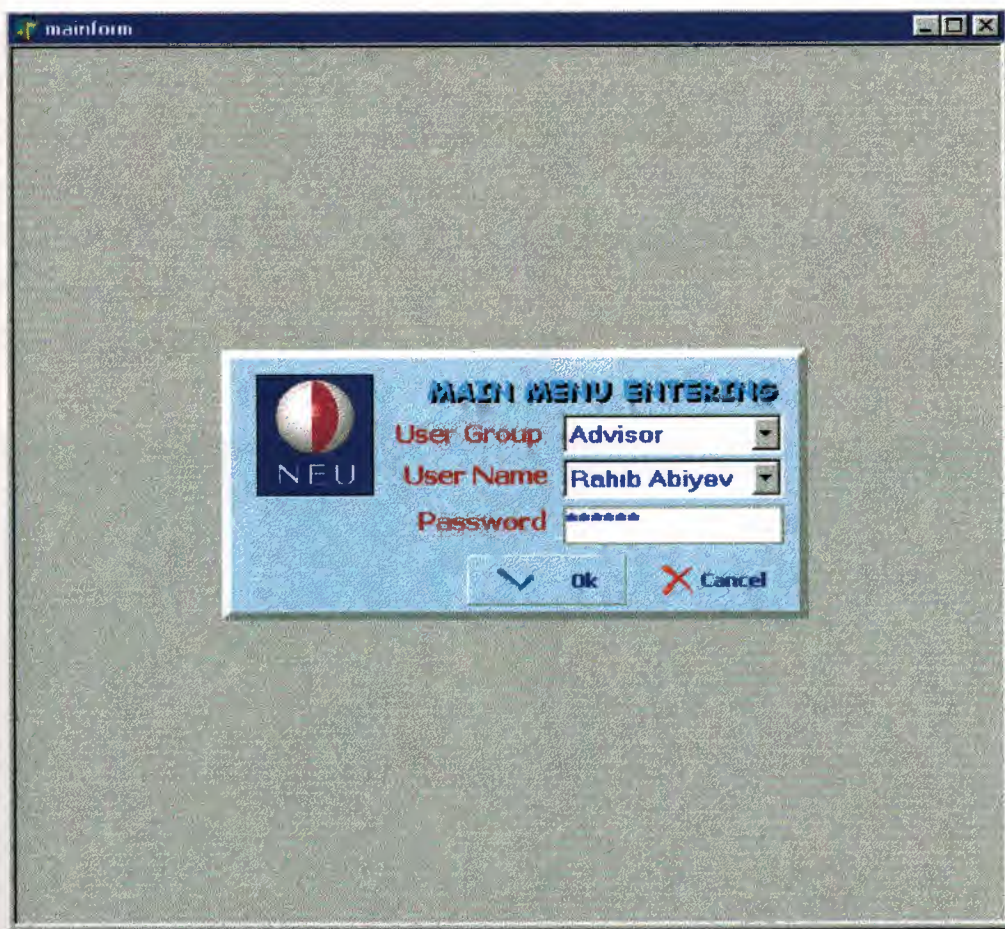 mainform
MAIN MENU ENTERING
NEU
User Group Advisor
User Name Rahib Abiyev
Password ******
Ok Cancel